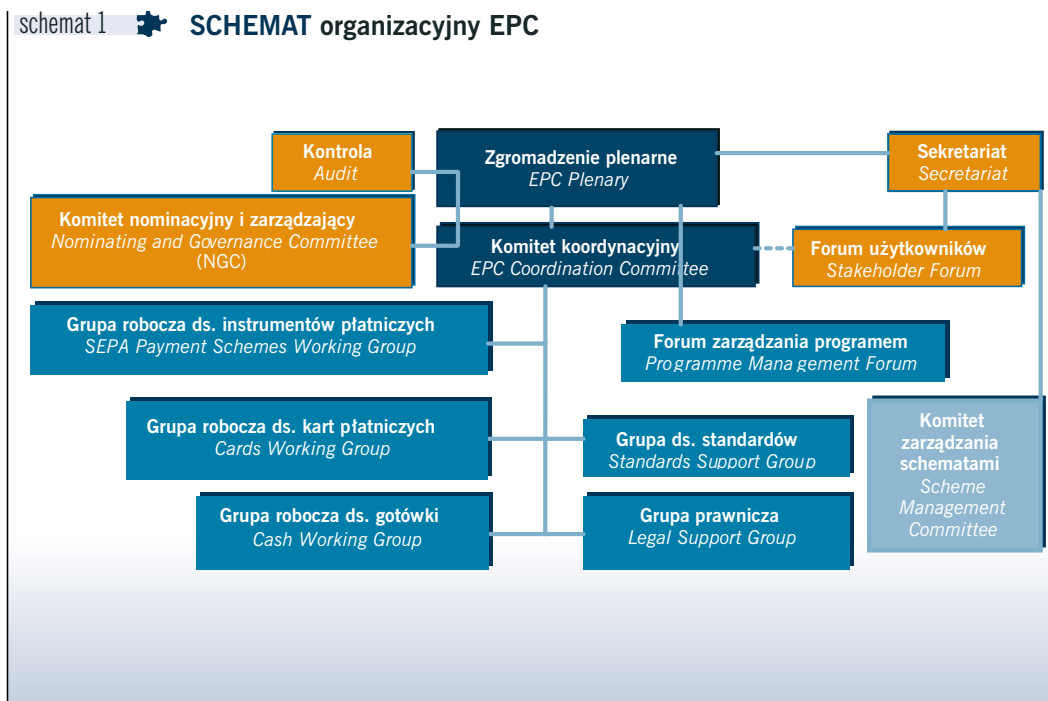 schemat 1 SCHEMAT organizacyjny EPC
Kontrola
Audit
Zgromadzenie plenarne
EPC Plenary
Sekretariat
Secretariat
Komitet nominacyjny i zarządzający
Nominating and Governance Committee
(NGC)
Komitet koordynacyjny
EPC Coordination Committee
Forum użytkowników
Stakeholder Forum
Grupa robocza ds. instrumentów płatniczych
SEPA Payment Schemes Working Group
Forum zarządzania programem
Programme Management Forum
Grupa robocza ds. kart płatniczych
Cards Working Group
Grupa ds. standardów
Standards Support Group
Komitet
zarządzania
schematami
Scheme
Management
Committee
Grupa robocza ds. gotówki
Cash Working Group
Grupa prawnicza
Legal Support Group